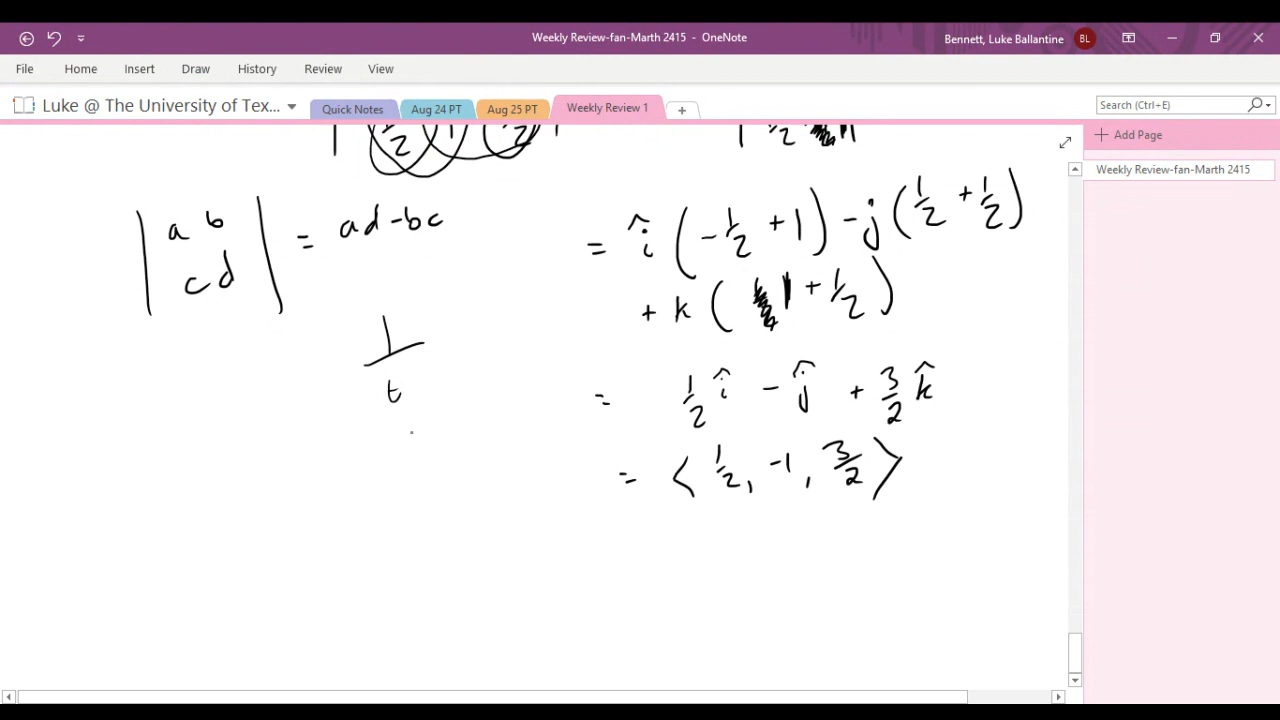 Weekly Review-fan-Marth 2415 - OneNote
Bennett, Luke Ballantine BL
File Home Insert Draw History Review View
Luke @ The University of Tex...
Quick Notes Aug 24 PT Aug 25 PT Weekly Review 1 +
Search (Ctrl+E)
+ Add Page
Weekly Review-fan-Marth 2415
| a b |
| c d | = ad - bc
= î ( - 1/2 + 1 ) - j ( 1/2 + 1/2 )
+ k ( 1 + 1/2 )
1/t
= 1/2 î - ĵ + 3/2 k̂
= ⟨ 1/2, -1, 3/2 ⟩